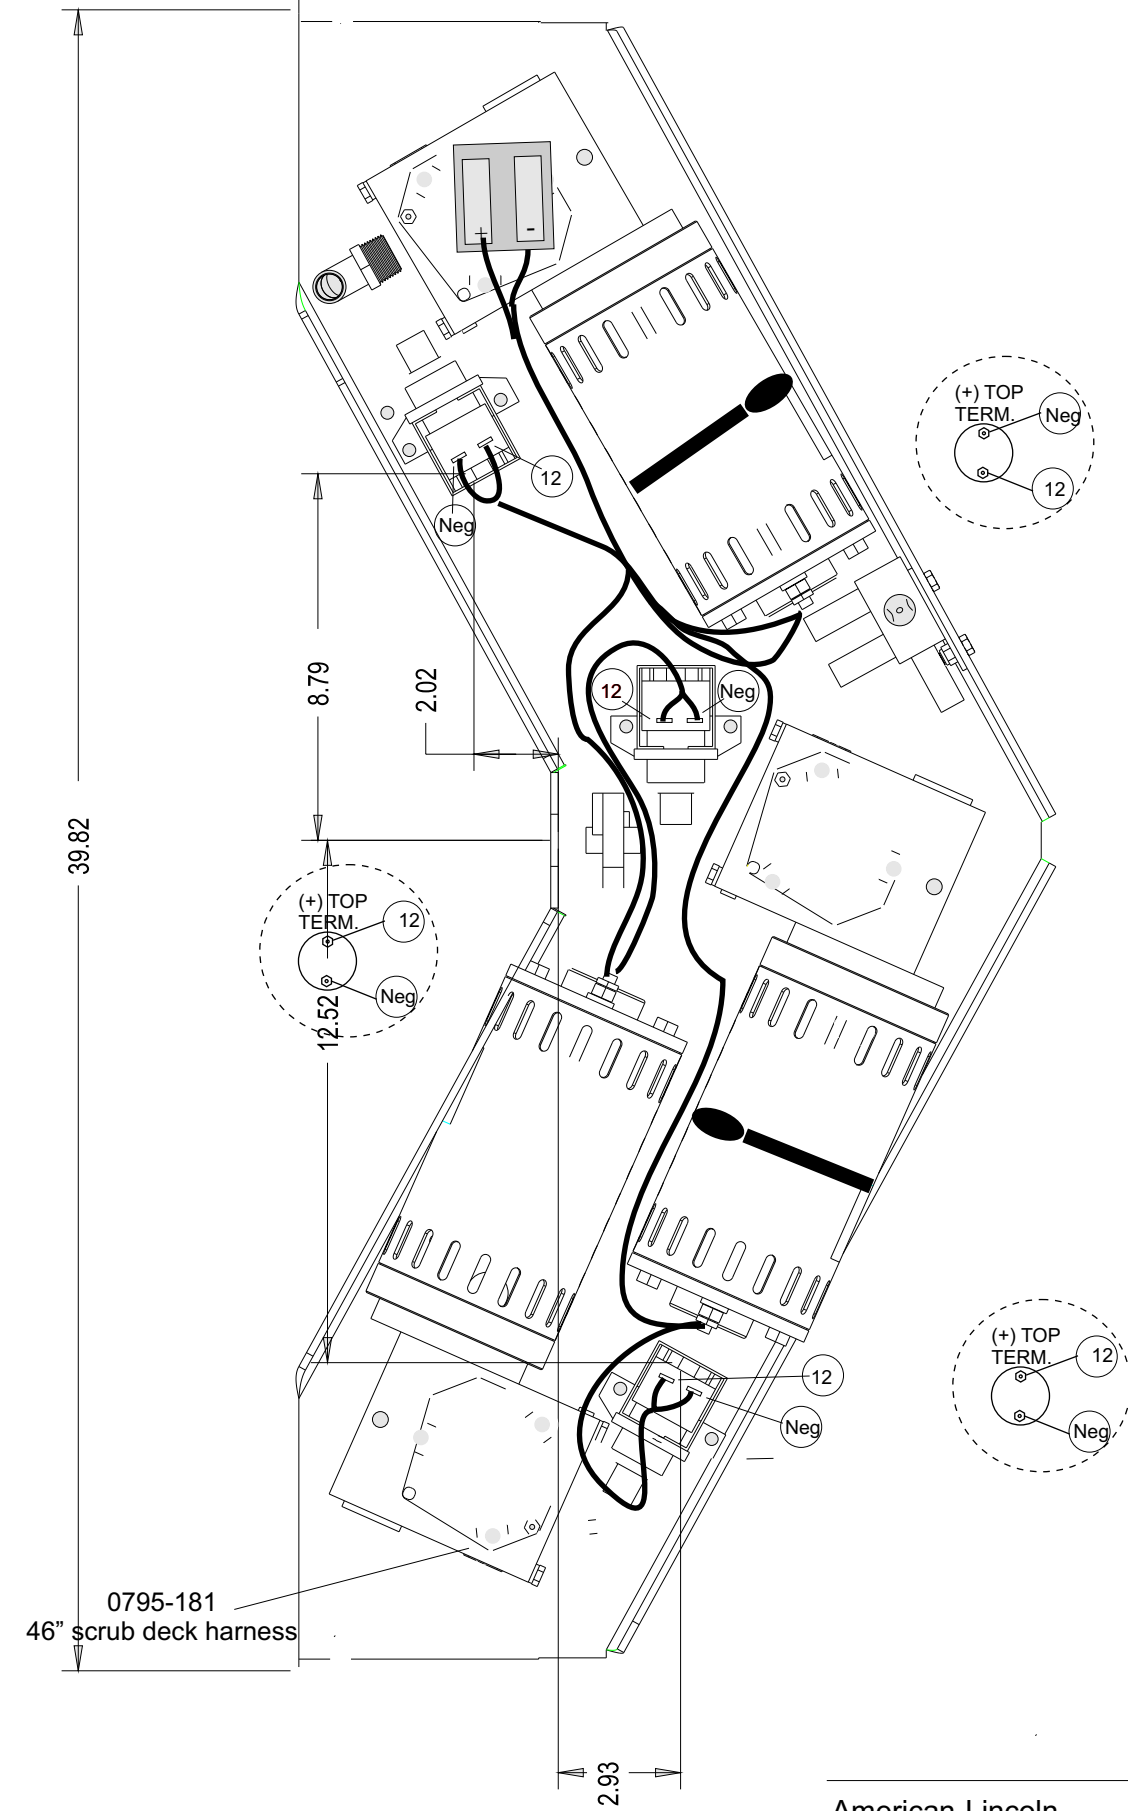 +
-
(+) TOP
TERM.
Neg
12
12
Neg
8.79
2.02
12
Neg
39.82
(+) TOP
TERM.
12
Neg
12.52
(+) TOP
TERM.
12
Neg
12
Neg
0795-181
46” scrub deck harness
2.93
American-Lincoln